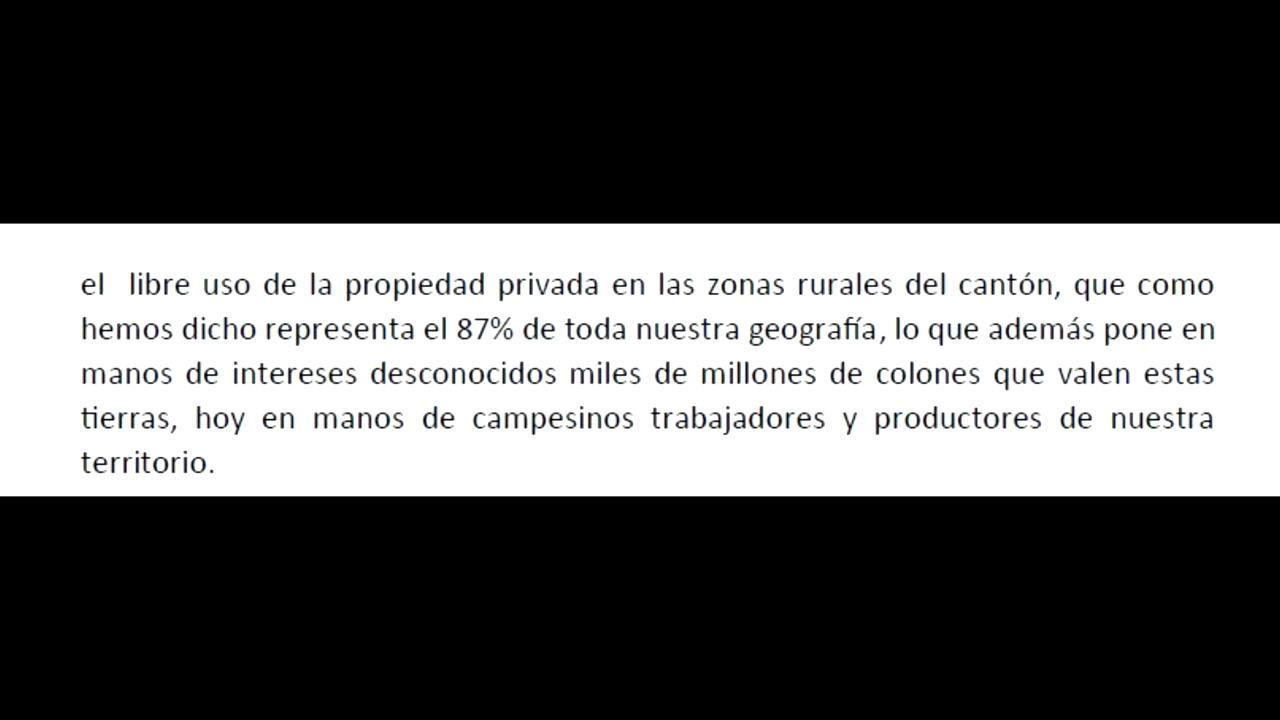 el  libre uso de la propiedad privada en las zonas rurales del cantón, que como
hemos dicho representa el 87% de toda nuestra geografía, lo que además pone en
manos de intereses desconocidos miles de millones de colones que valen estas
tierras, hoy en manos de campesinos trabajadores y productores de nuestra
territorio.